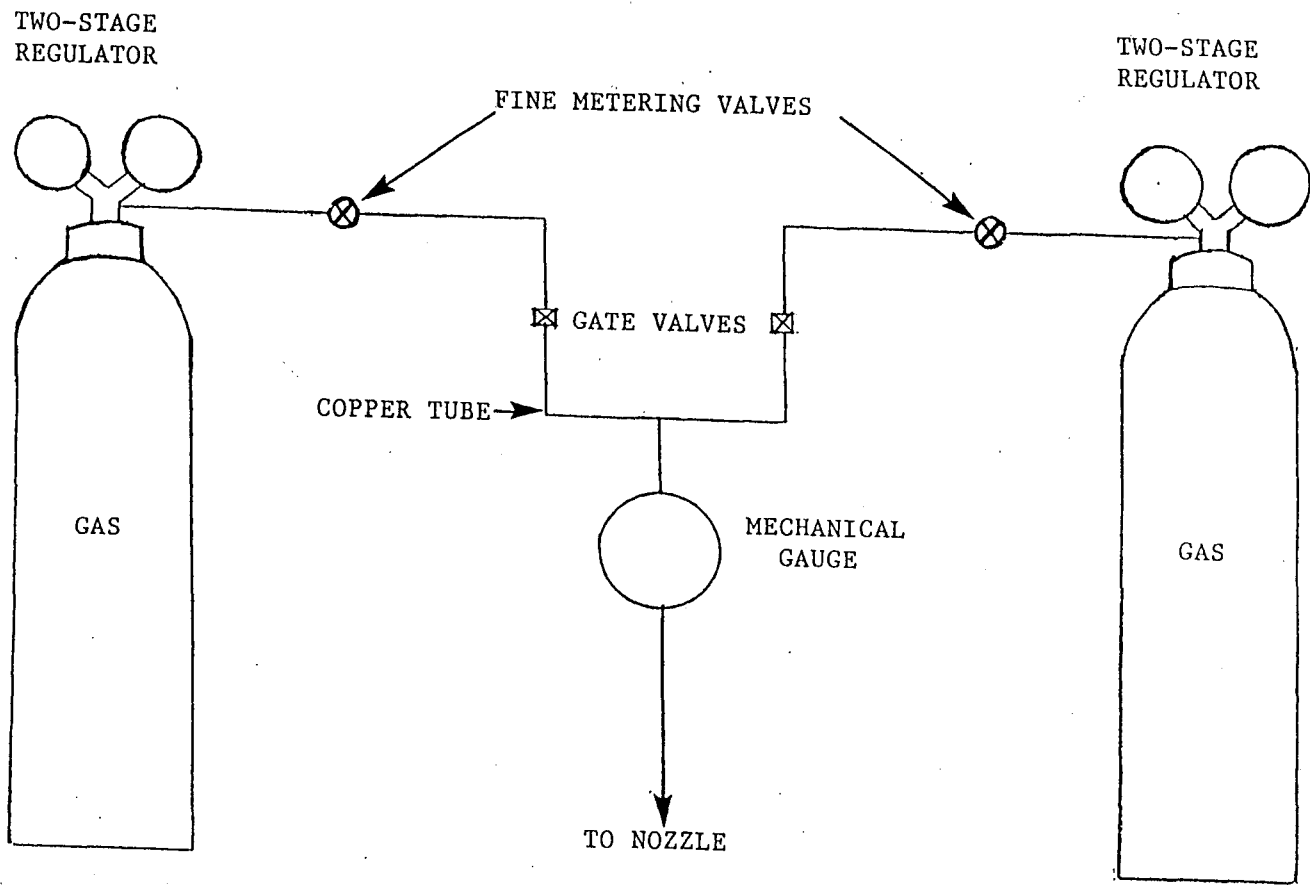 TWO-STAGE
REGULATOR
TWO-STAGE
REGULATOR
FINE METERING VALVES
GATE VALVES
COPPER TUBE
GAS
MECHANICAL
GAUGE
GAS
TO NOZZLE